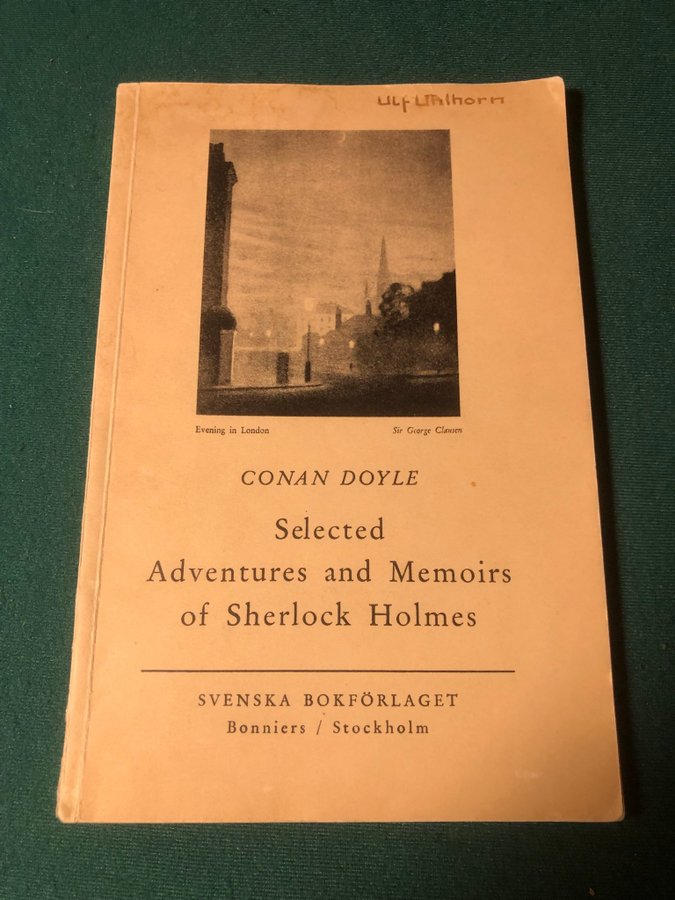 Ulf Uhlhorn
Evening in London
Sir George Clausen
CONAN DOYLE
Selected
Adventures and Memoirs
of Sherlock Holmes
SVENSKA BOKFÖRLAGET
Bonniers / Stockholm